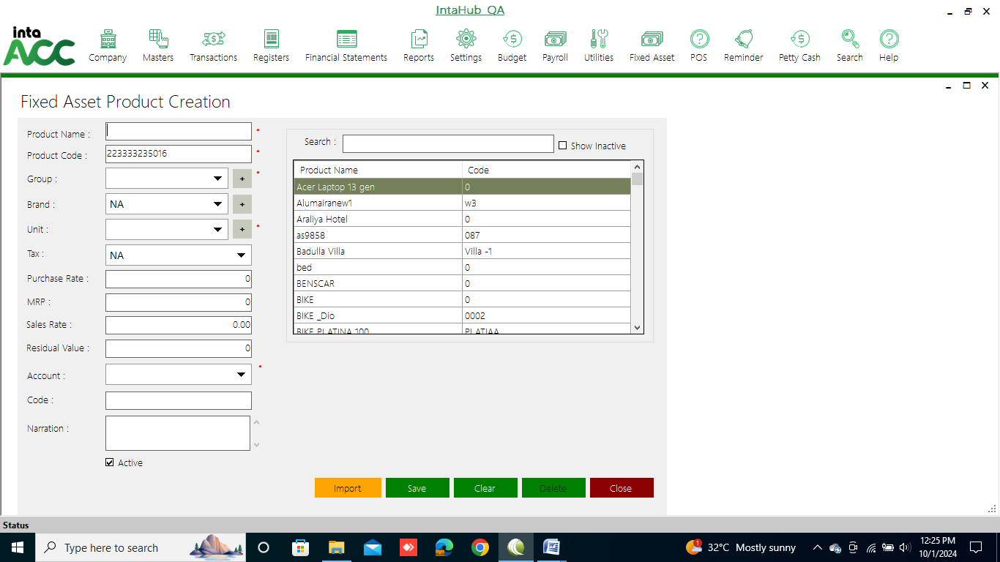 IntaHub_QA
inta
ACC
Company Masters Transactions Registers Financial Statements Reports Settings Budget Payroll Utilities Fixed Asset POS Reminder Petty Cash Search Help
Fixed Asset Product Creation
Product Name : *
Product Code : 223333235016 *
Group : + *
Brand : NA +
Unit : + *
Tax : NA
Purchase Rate : 0
MRP : 0
Sales Rate : 0.00
Residual Value : 0
Account : *
Code :
Narration :
Active
Search : Show Inactive
Product Name Code
Acer Laptop 13 gen 0
Alumairanew1 w3
Araliya Hotel 0
as9858 087
Badulla Villa Villa -1
bed 0
BENSCAR 0
BIKE 0
BIKE _Dio 0002
BIKE PLATINA 100 PLATIAA
Import Save Clear Delete Close
Status
Type here to search
1 32°C Mostly sunny
12:25 PM
10/1/2024